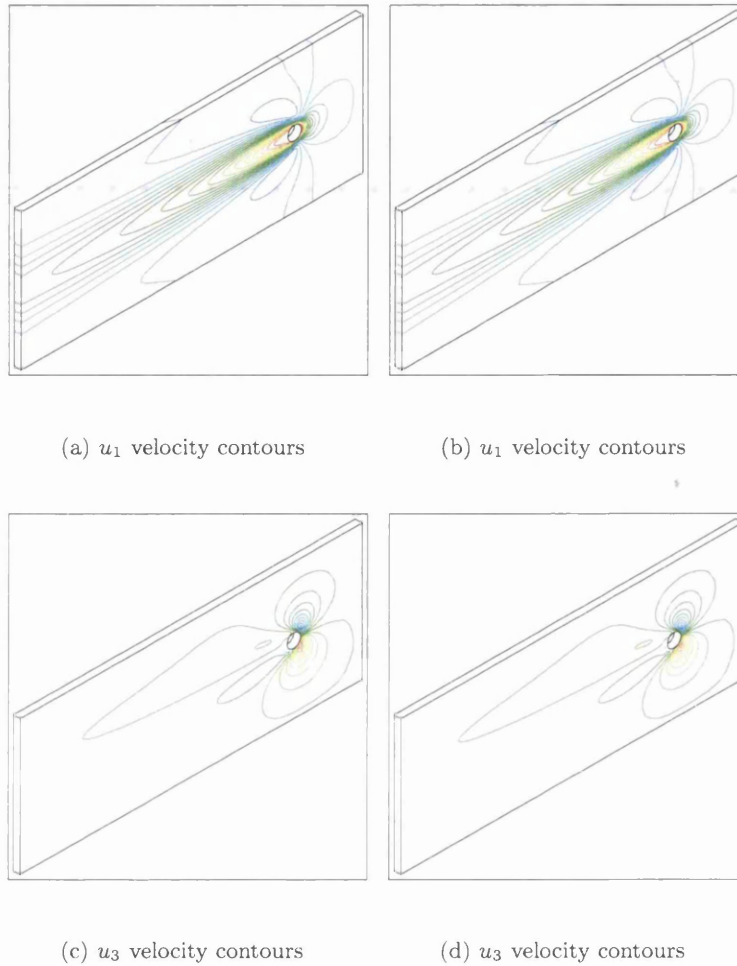 (a) u₁ velocity contours
(b) u₁ velocity contours
(c) u₃ velocity contours
(d) u₃ velocity contours